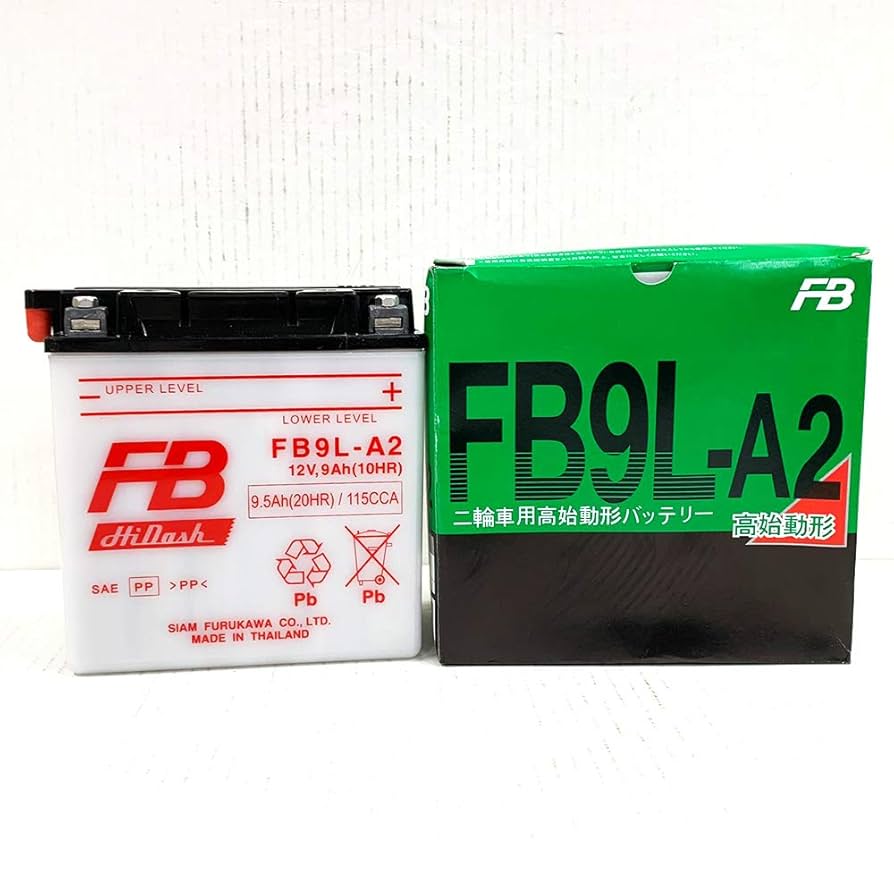 UPPER LEVEL
- +
LOWER LEVEL
FB
HiDash
FB9L-A2
12V,9Ah(10HR)
9.5Ah(20HR) / 115CCA
SAE PP >PP<
Pb Pb
SIAM FURUKAWA CO., LTD.
MADE IN THAILAND
FB
FB
FB9L-A2
二輪車用高始動形バッテリー
高始動形